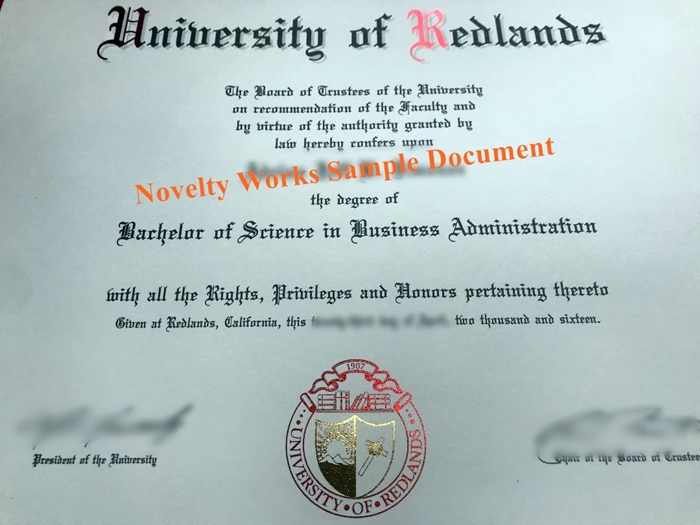 University of Redlands
The Board of Trustees of the University
on recommendation of the Faculty and
by virtue of the authority granted by
law hereby confers upon
Novelty Works Sample Document
the degree of
Bachelor of Science in Business Administration
with all the Rights, Privileges and Honors pertaining thereto
Given at Redlands, California, this two thousand and sixteen.
1907
·UNIVERSITY·OF·REDLANDS·
President of the University
Chair of the Board of Trustee